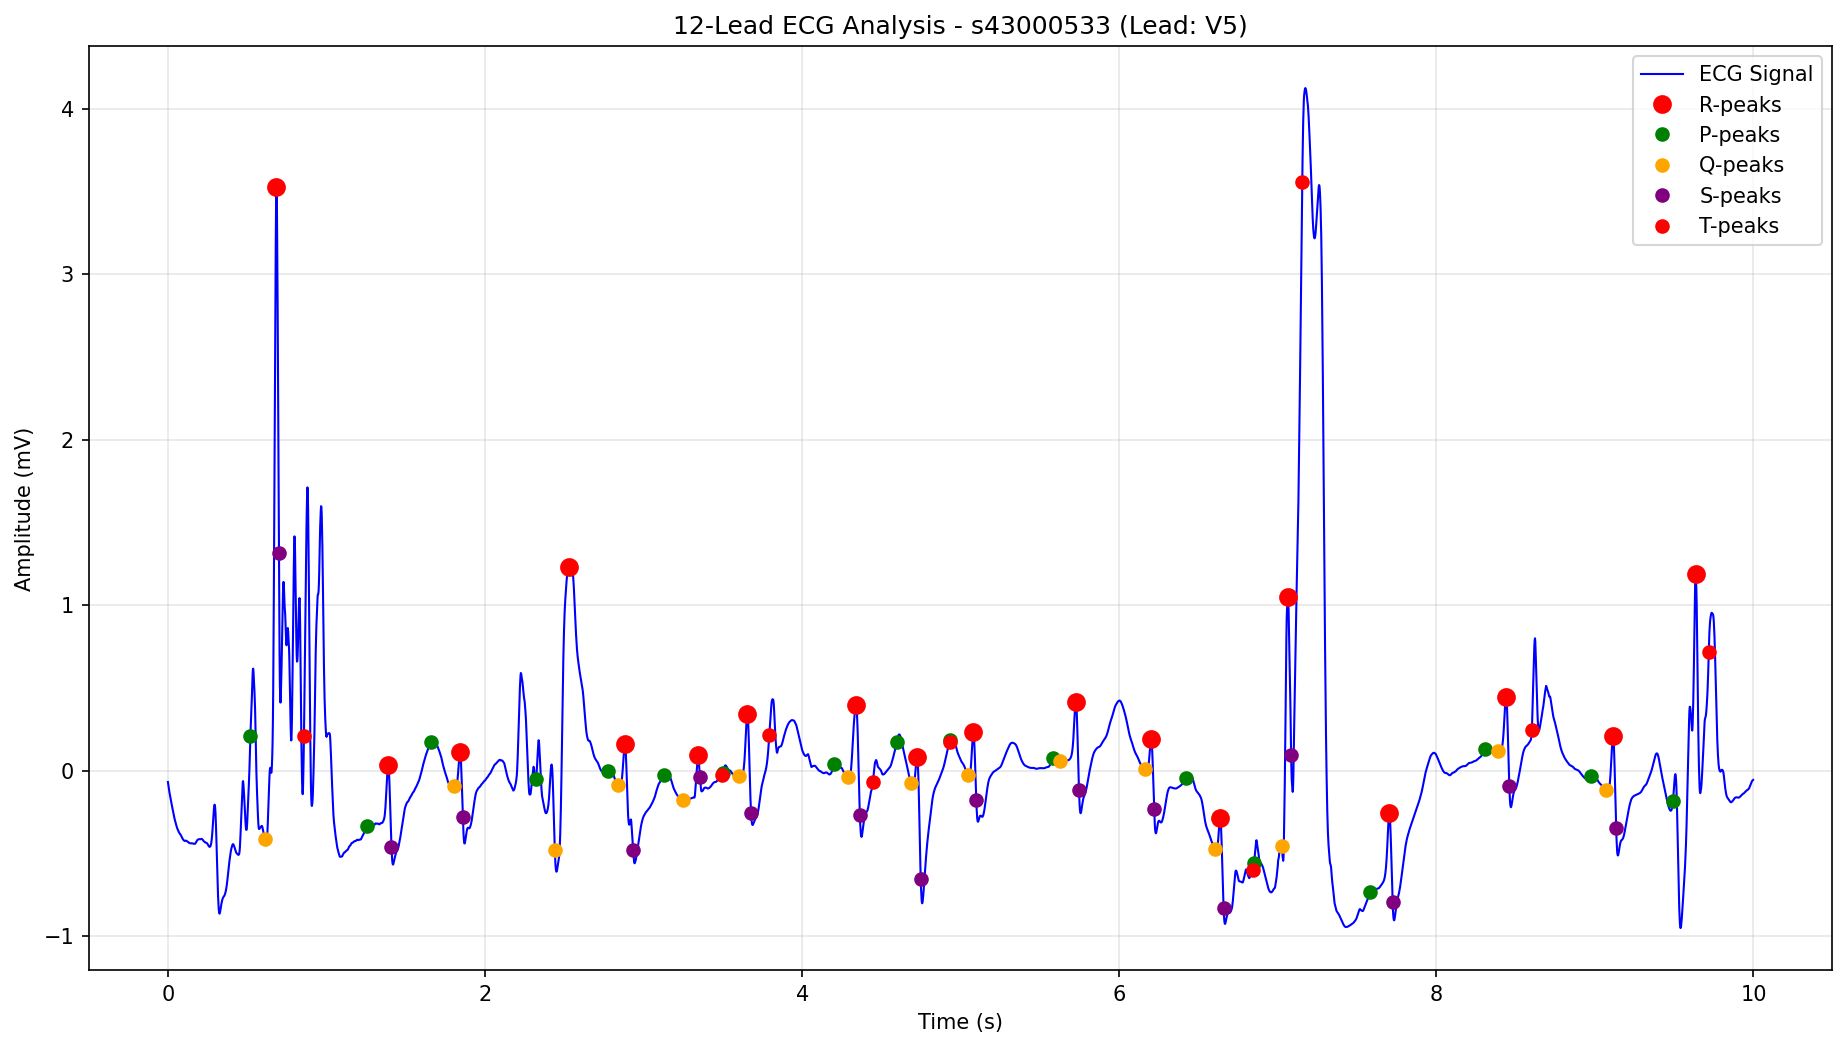 12-Lead ECG Analysis - s43000533 (Lead: V5)
ECG Signal
R-peaks
P-peaks
Q-peaks
S-peaks
T-peaks
Amplitude (mV)
4
3
2
1
0
−1
0 2 4 6 8 10
Time (s)